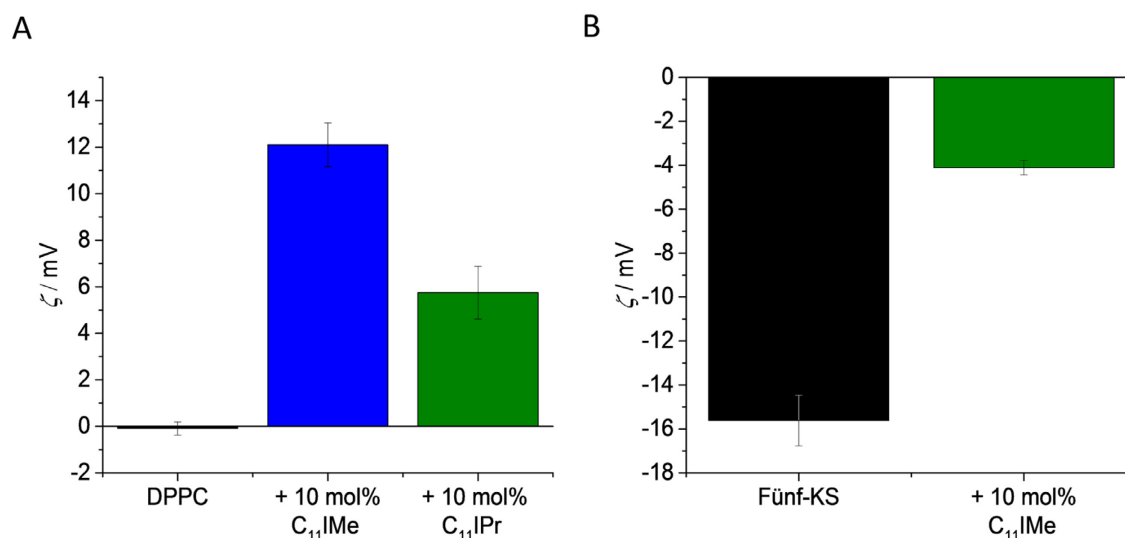 A
B
ζ / mV
14
12
10
8
6
4
2
0
-2
DPPC
+ 10 mol%
C₁₁IMe
+ 10 mol%
C₁₁IPr
ζ / mV
0
-2
-4
-6
-8
-10
-12
-14
-16
-18
Fünf-KS
+ 10 mol%
C₁₁IMe